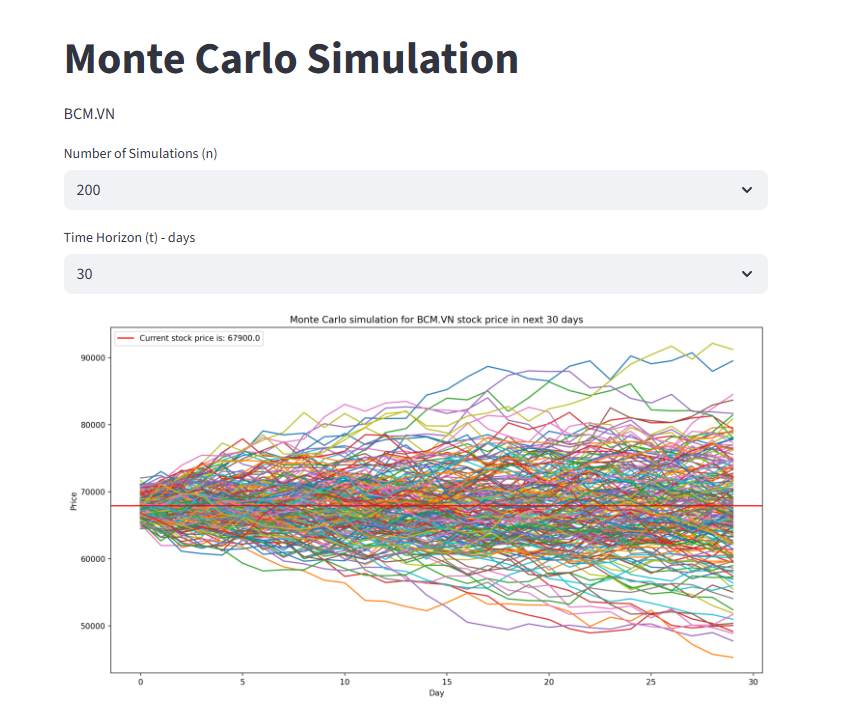 Monte Carlo Simulation
BCM.VN
Number of Simulations (n)
200
Time Horizon (t) - days
30
Monte Carlo simulation for BCM.VN stock price in next 30 days
Current stock price is: 67900.0
90000
80000
70000
60000
50000
Price
0 5 10 15 20 25 30
Day